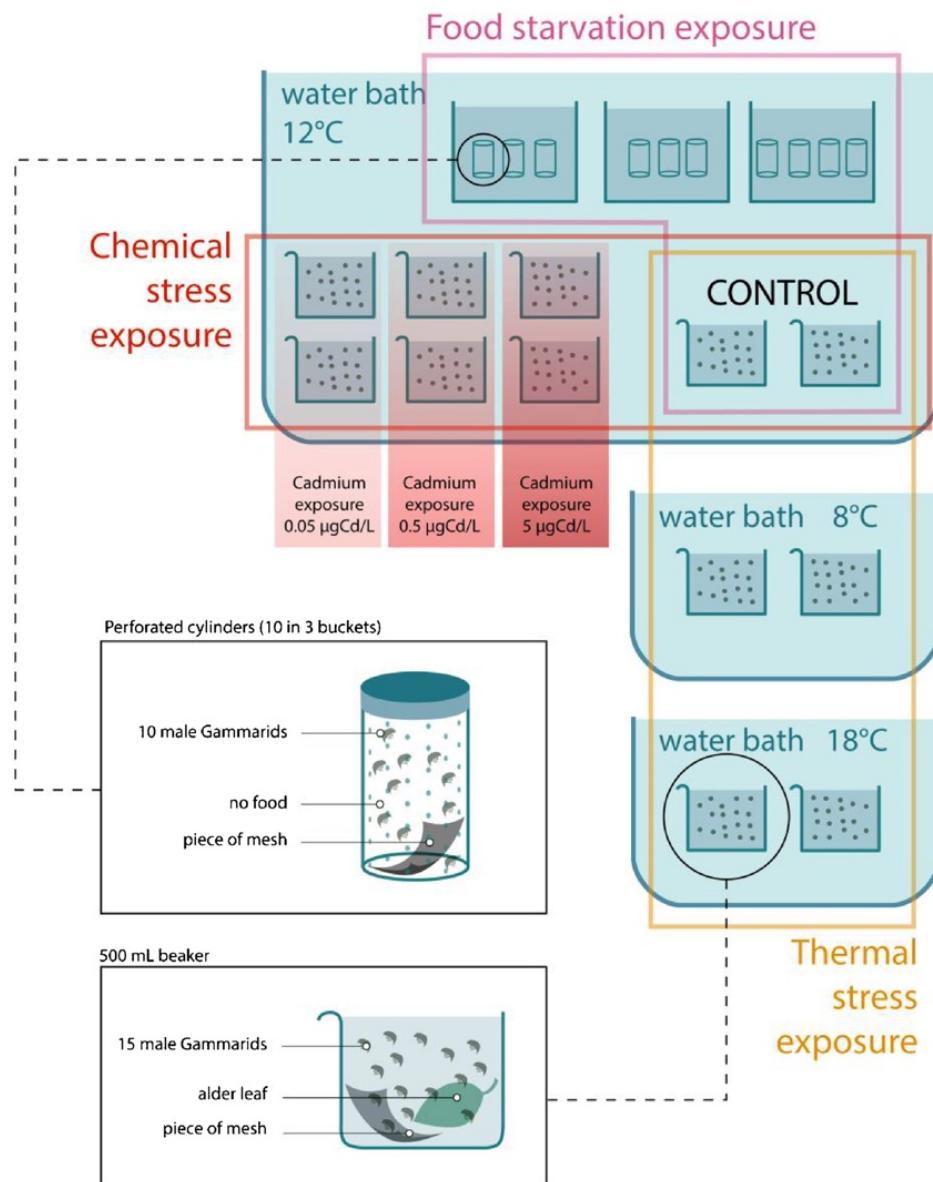 Food starvation exposure
water bath
12°C
Chemical
stress
exposure
CONTROL
Cadmium
exposure
0.05 µgCd/L
Cadmium
exposure
0.5 µgCd/L
Cadmium
exposure
5 µgCd/L
water bath 8°C
water bath 18°C
Perforated cylinders (10 in 3 buckets)
10 male Gammarids
no food
piece of mesh
Thermal
stress
exposure
500 mL beaker
15 male Gammarids
alder leaf
piece of mesh